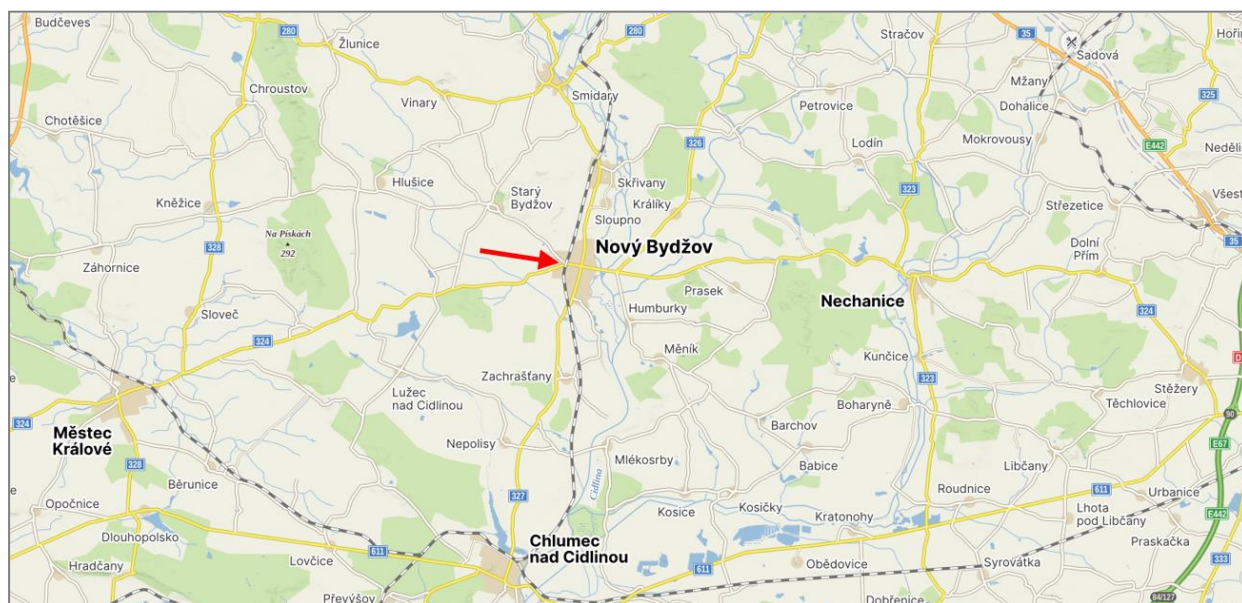 Budčeves
280
Žlunice
280
Stračov
35
Hoři
Sadová
Chroustov
Vinary
Smidary
Mžany
Petrovice
Dohalice
325
Chotěšice
326
Mokrovousy
E442
Neděli
Lodín
Hlušice
Starý
Bydžov
Skřivany
323
Kněžice
Králíky
Střezetice
Všest
328
Sloupno
Na Pískách
292
Nový Bydžov
35
Dolní
Přím
Záhornice
Prasek
Nechanice
Sloveč
Humburky
324
324
Měník
Kunčice
D
Zachrašťany
323
Stěžery
Lužec
nad Cidlinou
Těchlovice
Boharyně
324
90
Městec
Králové
Barchov
Nepolisy
E67
Mlékosrby
Babice
Libčany
328
Běrunice
Cidlina
327
Roudnice
611
Urbanice
Opočnice
Kosice
Kosičky
Kratonohy
Lhota
pod Libčany
E442
Dlouhopolsko
Chlumec
nad Cidlinou
Praskačka
Lovčice
611
Hradčany
611
Obědovice
333
Syrovátka
Převýšov
Dobřenice
84/127